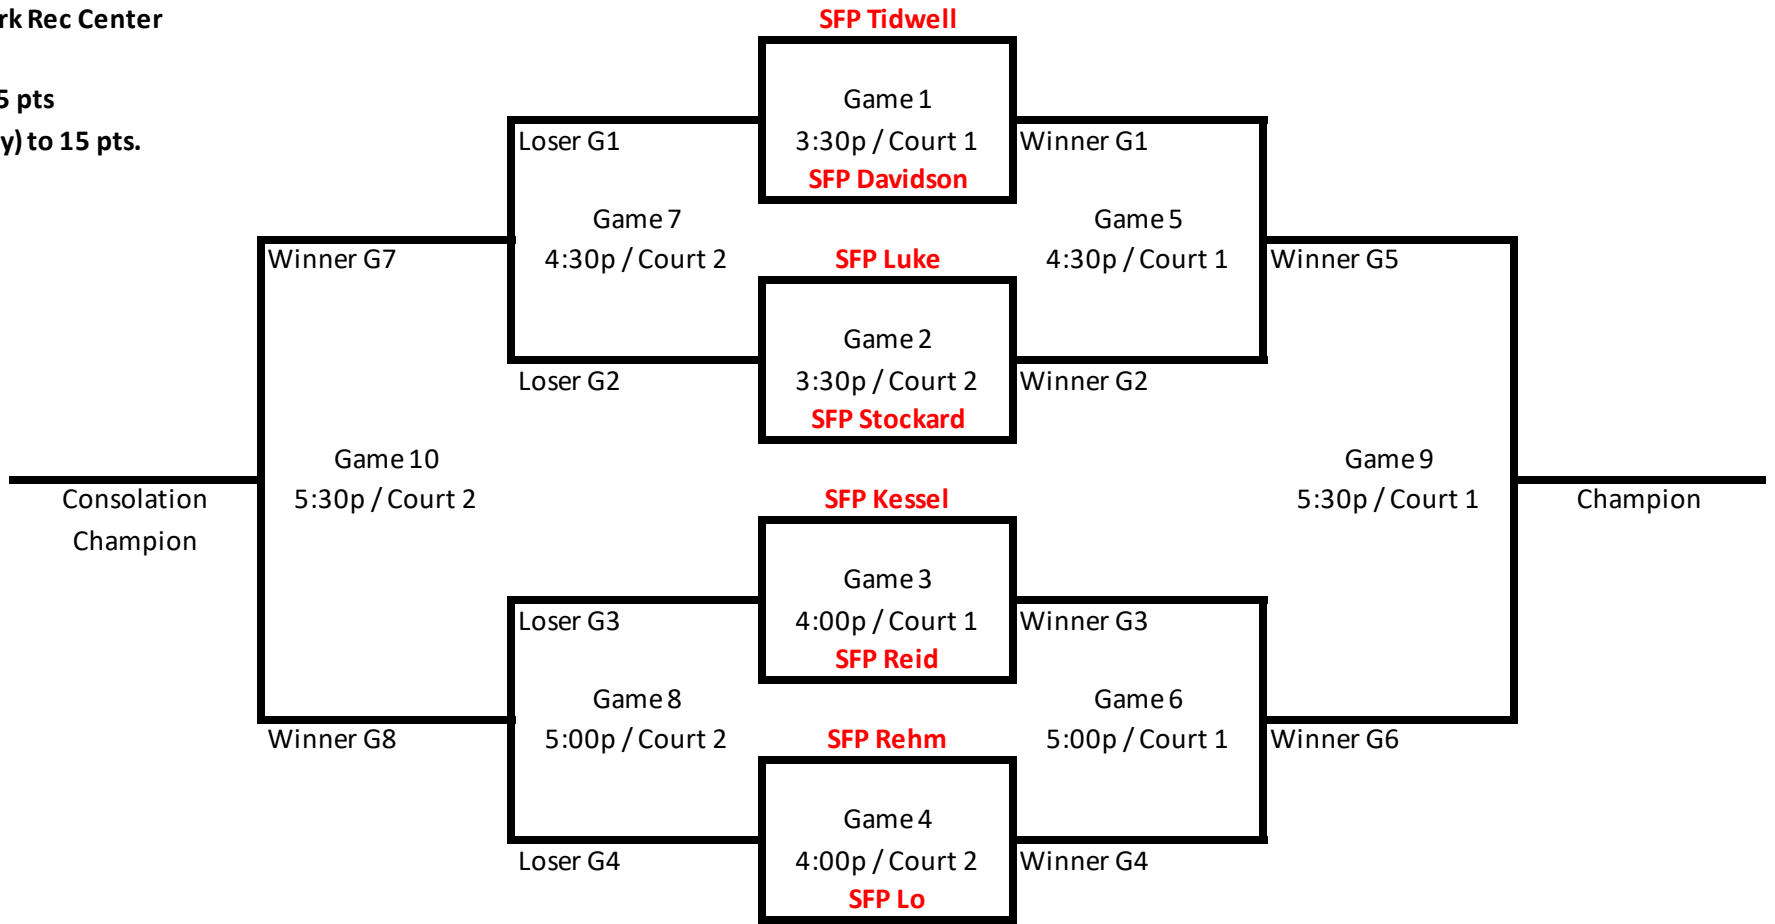 Rec Center
SFP Tidwell
pts
Game 1
to 15 pts.
Loser G1
3:30p / Court 1
Winner G1
SFP Davidson
Game 7
Game 5
Winner G7
4:30p / Court 2
SFP Luke
4:30p / Court 1
Winner G5
Game 2
Loser G2
3:30p / Court 2
Winner G2
SFP Stockard
Game 10
Game 9
Consolation
5:30p / Court 2
SFP Kessel
5:30p / Court 1
Champion
Champion
Game 3
Loser G3
4:00p / Court 1
Winner G3
SFP Reid
Game 8
Game 6
Winner G8
5:00p / Court 2
SFP Rehm
5:00p / Court 1
Winner G6
Game 4
Loser G4
4:00p / Court 2
Winner G4
SFP Lo